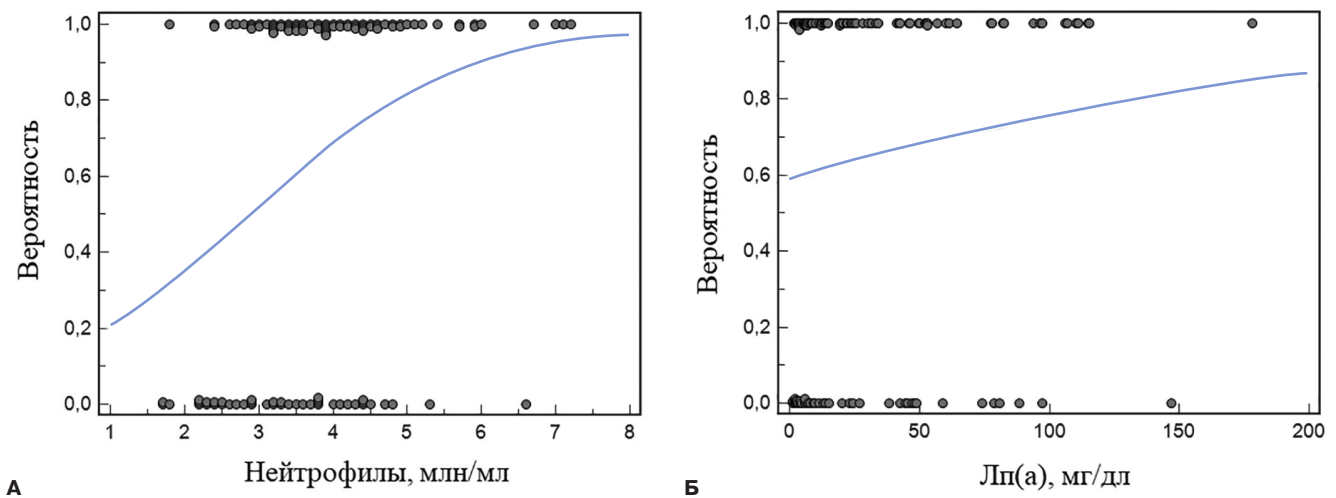 1,0
0,8
0,6
0,4
0,2
0,0
Вероятность
1 2 3 4 5 6 7 8
Нейтрофилы, млн/мл
А
1,0
0,8
0,6
0,4
0,2
0,0
Вероятность
0 50 100 150 200
Лп(а), мг/дл
Б